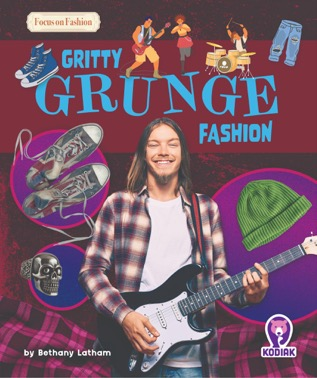 Focus on Fashion
GRITTY
GRUNGE
FASHION
by Bethany Latham
KODIAK